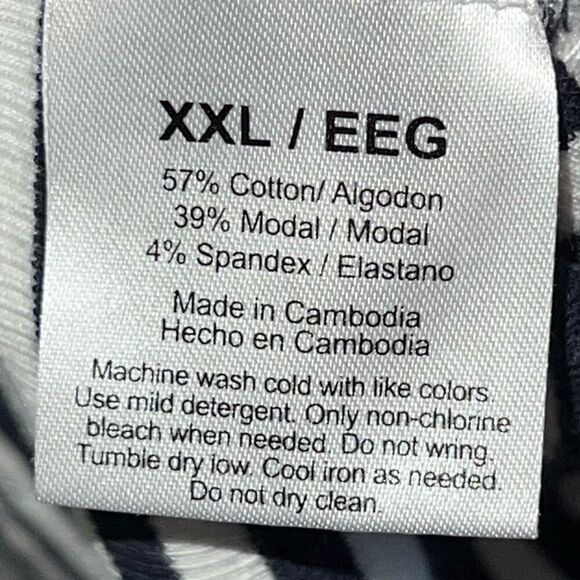 XXL / EEG
57% Cotton/ Algodon
39% Modal / Modal
4% Spandex / Elastano
Made in Cambodia
Hecho en Cambodia
Machine wash cold with like colors.
Use mild detergent. Only non-chlorine
bleach when needed. Do not wring.
Tumble dry low. Cool iron as needed.
Do not dry clean.